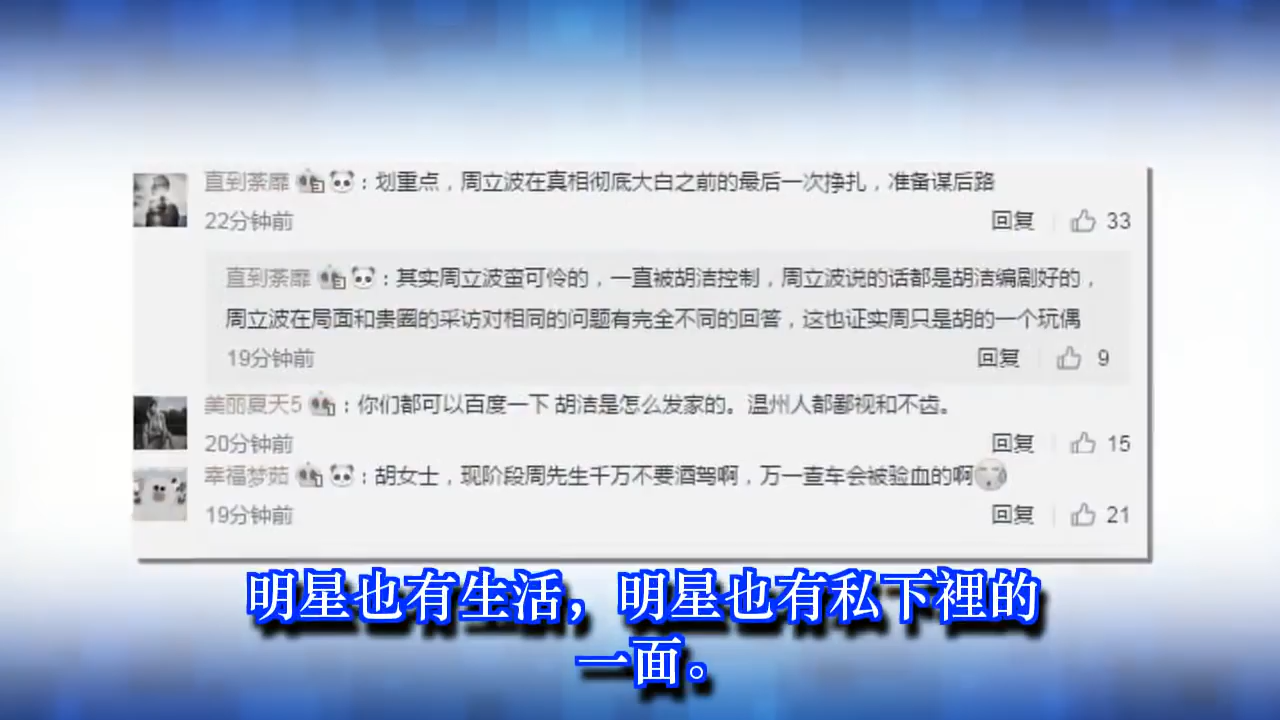 直到荼靡：划重点，周立波在真相彻底大白之前的最后一次挣扎，准备谋后路
22分钟前 回复 33
直到荼靡：其实周立波蛮可怜的，一直被胡洁控制，周立波说的话都是胡洁编剧好的，
周立波在局面和贵圈的采访对相同的问题有完全不同的回答，这也证实周只是胡的一个玩偶
19分钟前 回复 9
美丽夏天5：你们都可以百度一下 胡洁是怎么发家的。温州人都鄙视和不齿。
20分钟前 回复 15
幸福梦茹：胡女士，现阶段周先生千万不要酒驾啊，万一查车会被验血的啊
19分钟前 回复 21
明星也有生活，明星也有私下裡的
一面。